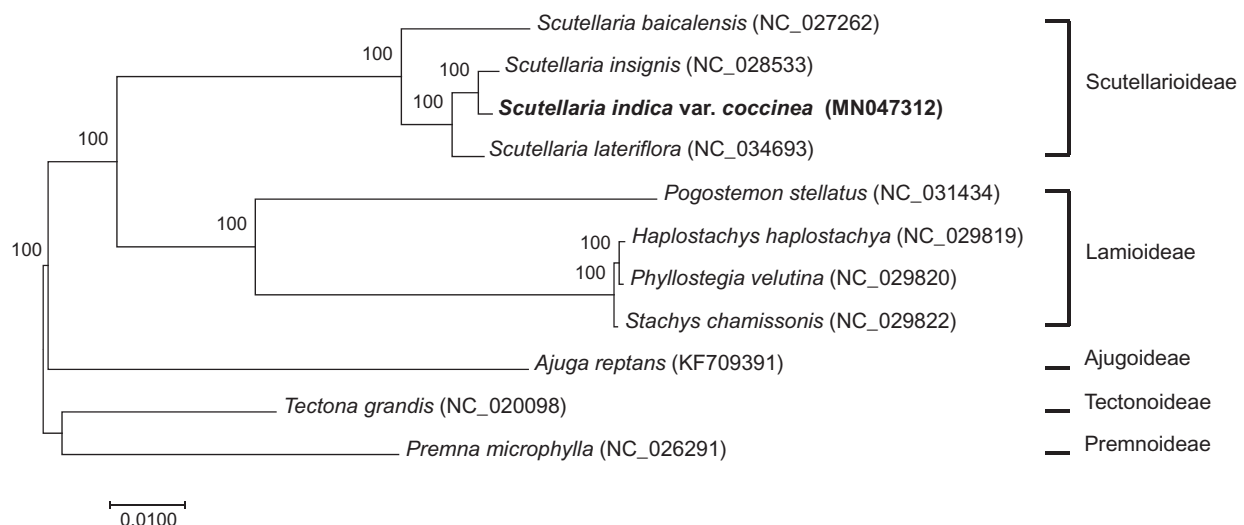 Scutellaria baicalensis (NC_027262)
100
Scutellaria insignis (NC_028533)
100
Scutellarioideae
100
Scutellaria indica var. coccinea (MN047312)
100
Scutellaria lateriflora (NC_034693)
Pogostemon stellatus (NC_031434)
100
Haplostachys haplostachya (NC_029819)
100
100
Lamioideae
100
Phyllostegia velutina (NC_029820)
Stachys chamissonis (NC_029822)
Ajuga reptans (KF709391)
Ajugoideae
Tectona grandis (NC_020098)
Tectonoideae
Premna microphylla (NC_026291)
Premnoideae
0.0100